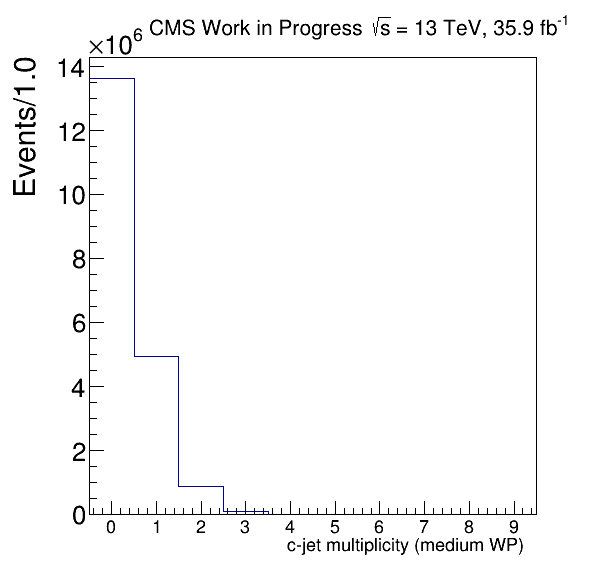 ×10⁶ CMS Work in Progress √s = 13 TeV, 35.9 fb⁻¹
Events/1.0
14
12
10
8
6
4
2
0
0 1 2 3 4 5 6 7 8 9
c-jet multiplicity (medium WP)